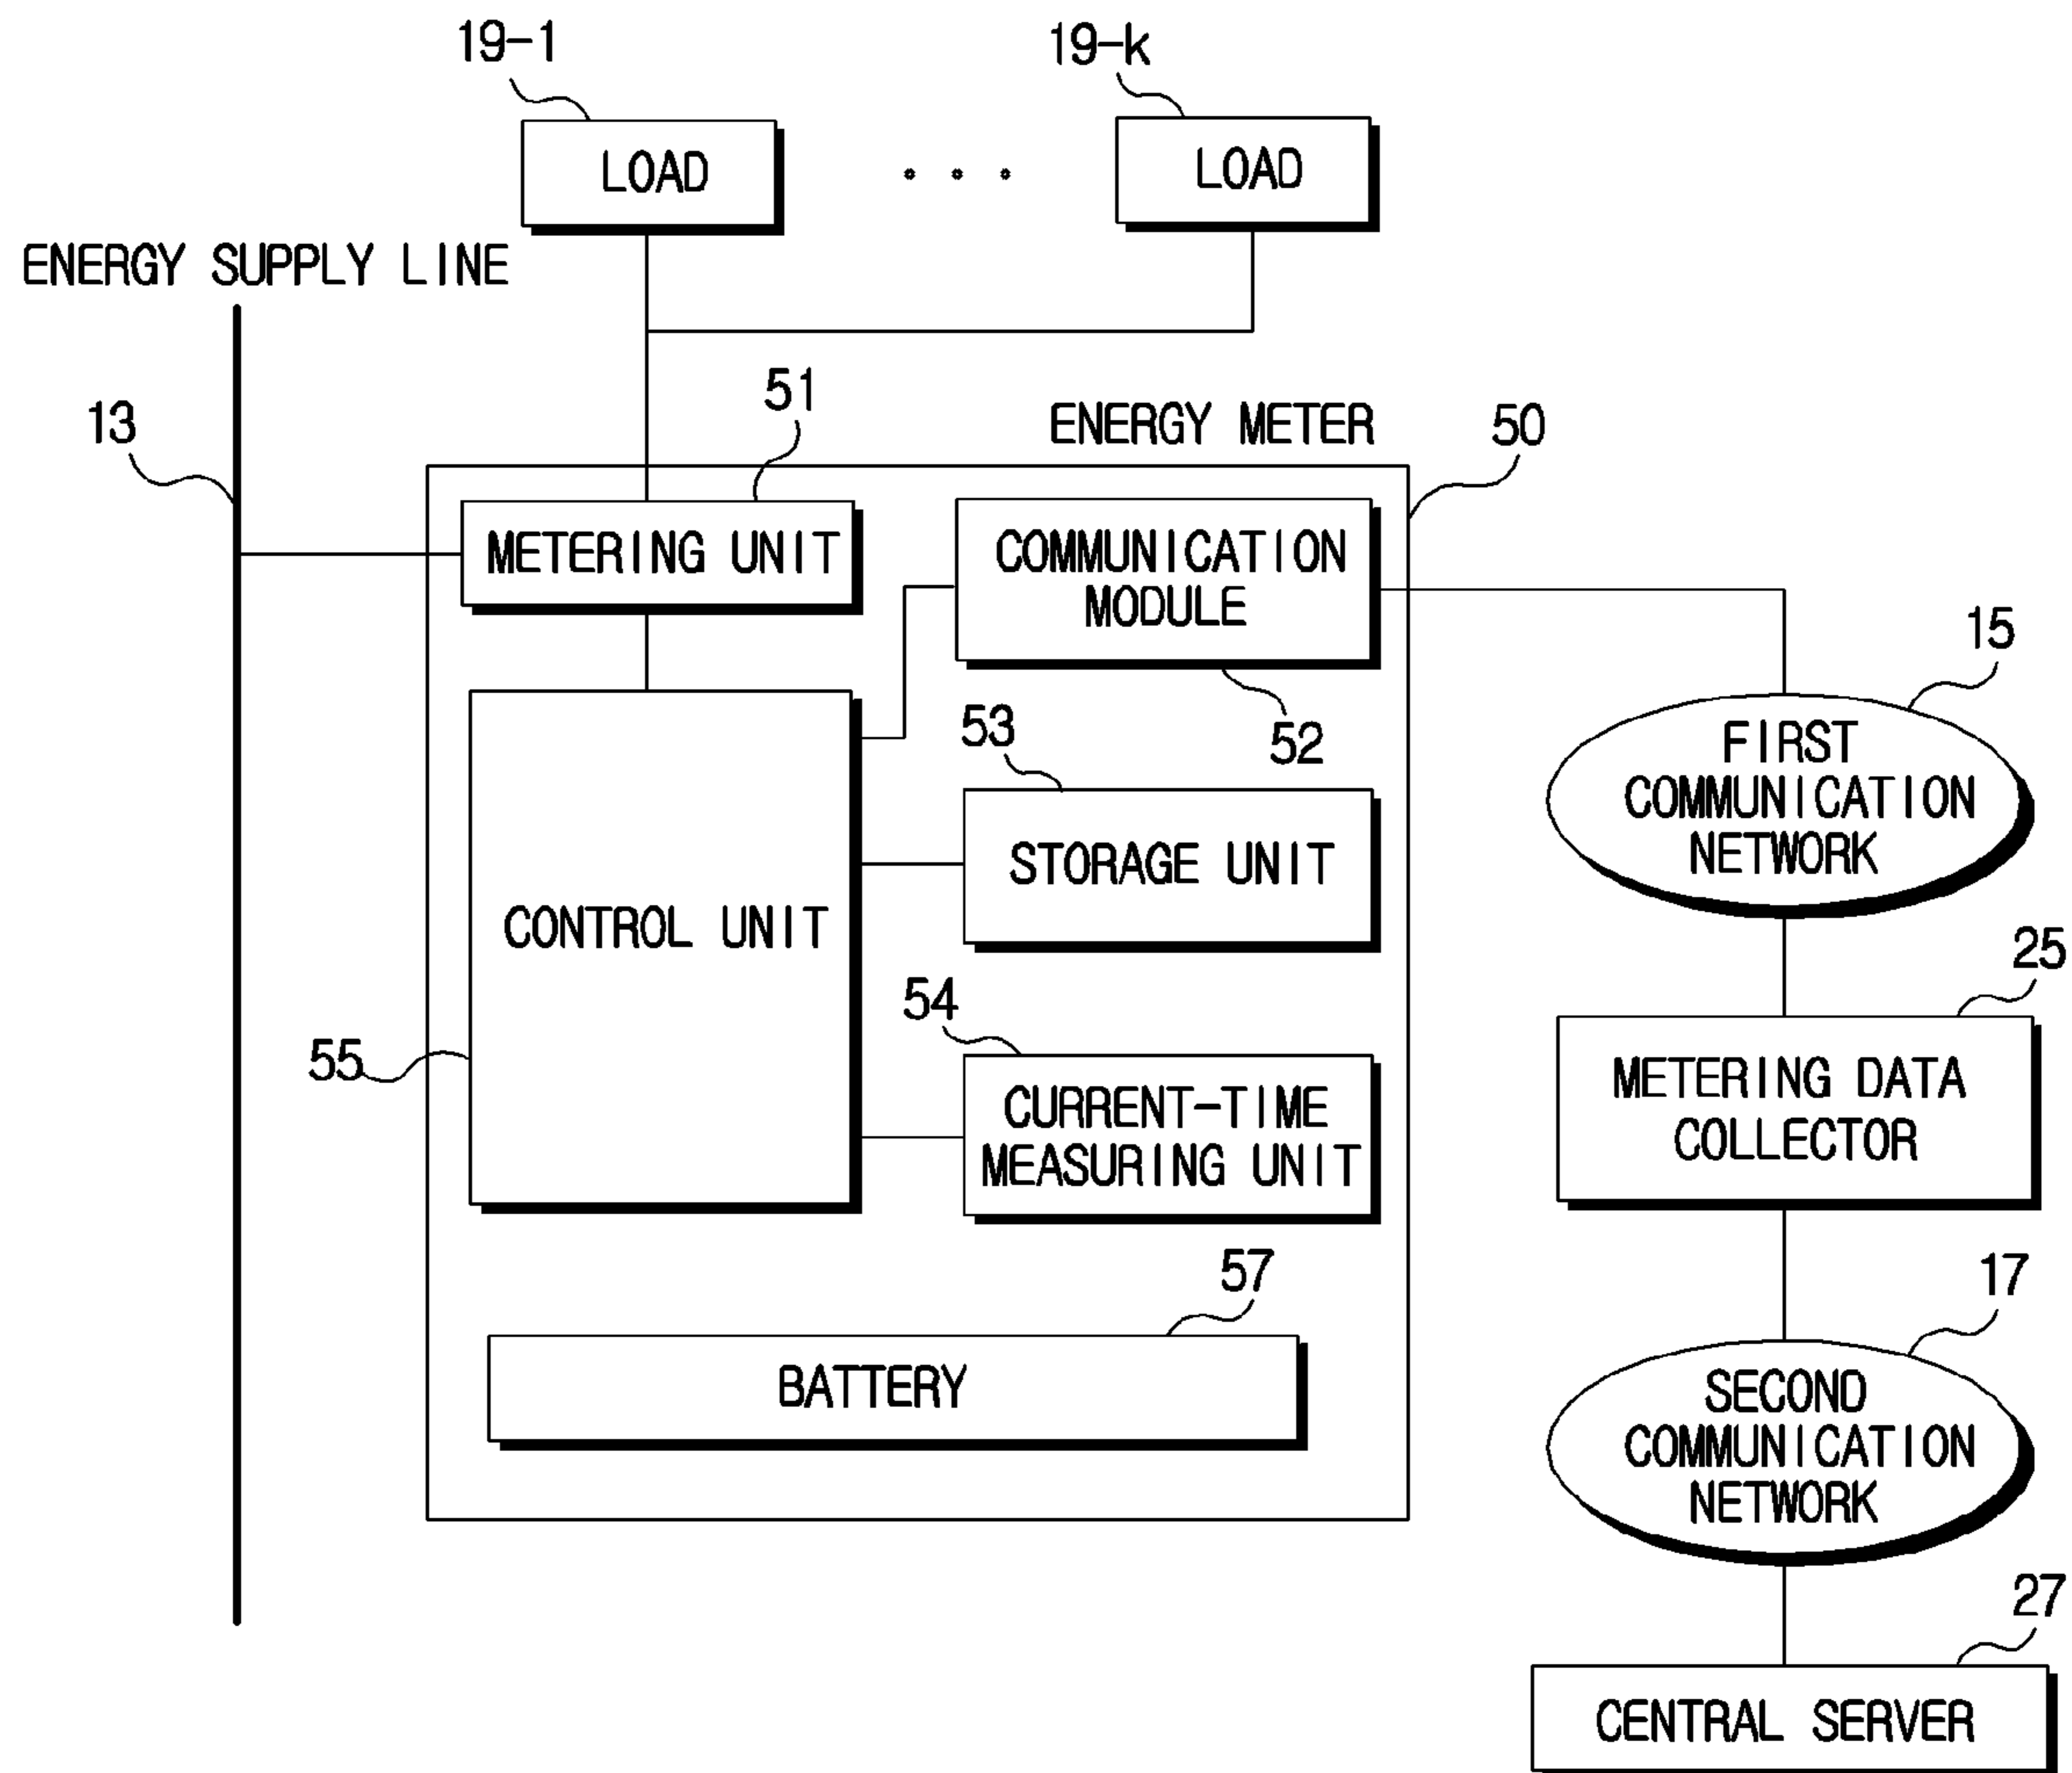 19-1
19-k
LOAD
. . .
LOAD
ENERGY SUPPLY LINE
13
51
ENERGY METER
50
METERING UNIT
COMMUNICATION
MODULE
52
15
FIRST
COMMUNICATION
NETWORK
53
STORAGE UNIT
CONTROL UNIT
55
54
CURRENT-TIME
MEASURING UNIT
25
METERING DATA
COLLECTOR
57
BATTERY
17
SECOND
COMMUNICATION
NETWORK
27
CENTRAL SERVER